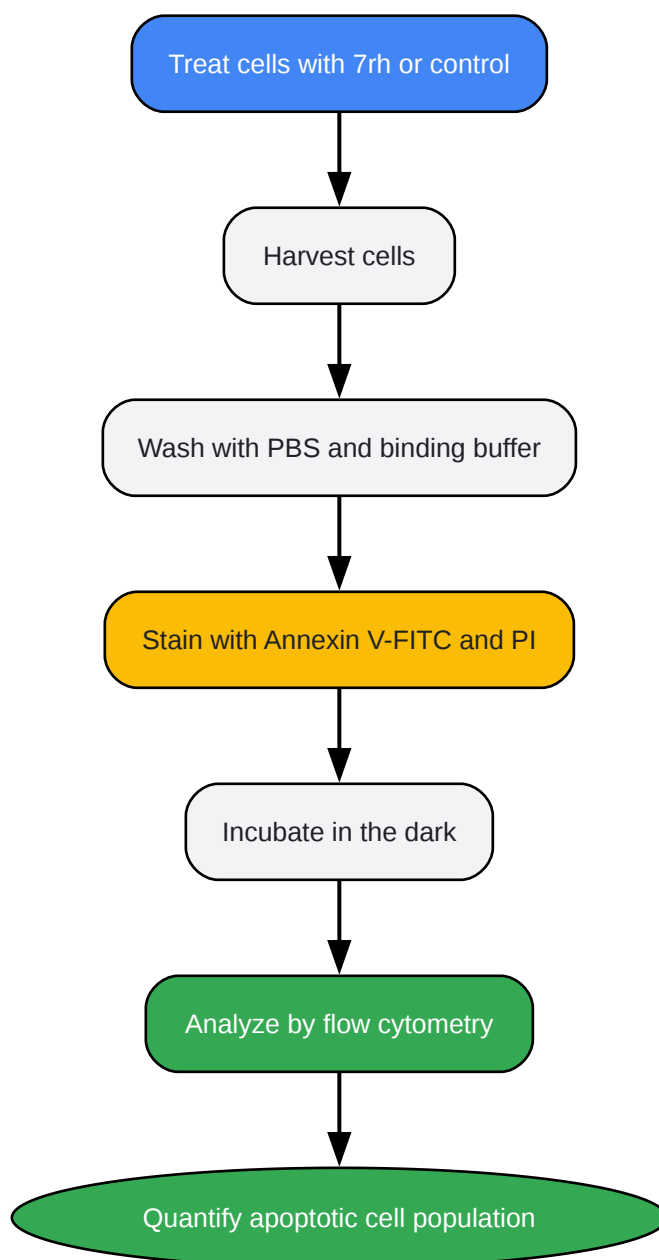 Treat cells with 7rh or control
Harvest cells
Wash with PBS and binding buffer
Stain with Annexin V-FITC and PI
Incubate in the dark
Analyze by flow cytometry
Quantify apoptotic cell population